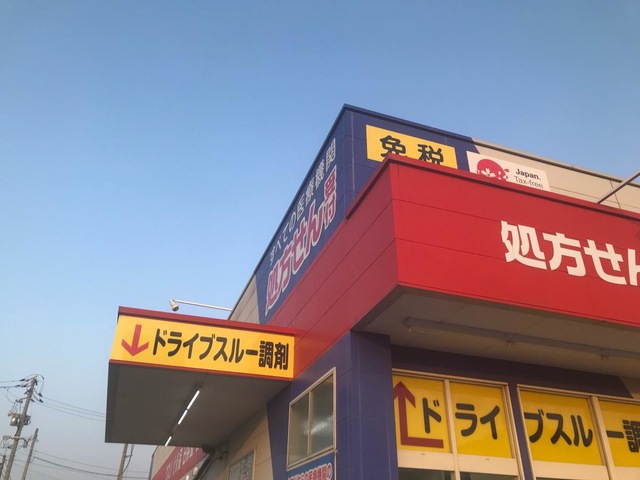 免税
Japan.
Tax-free
すべての医療機関
処方せん
処方せん
ドライブスルー調剤
ドライブスルー調